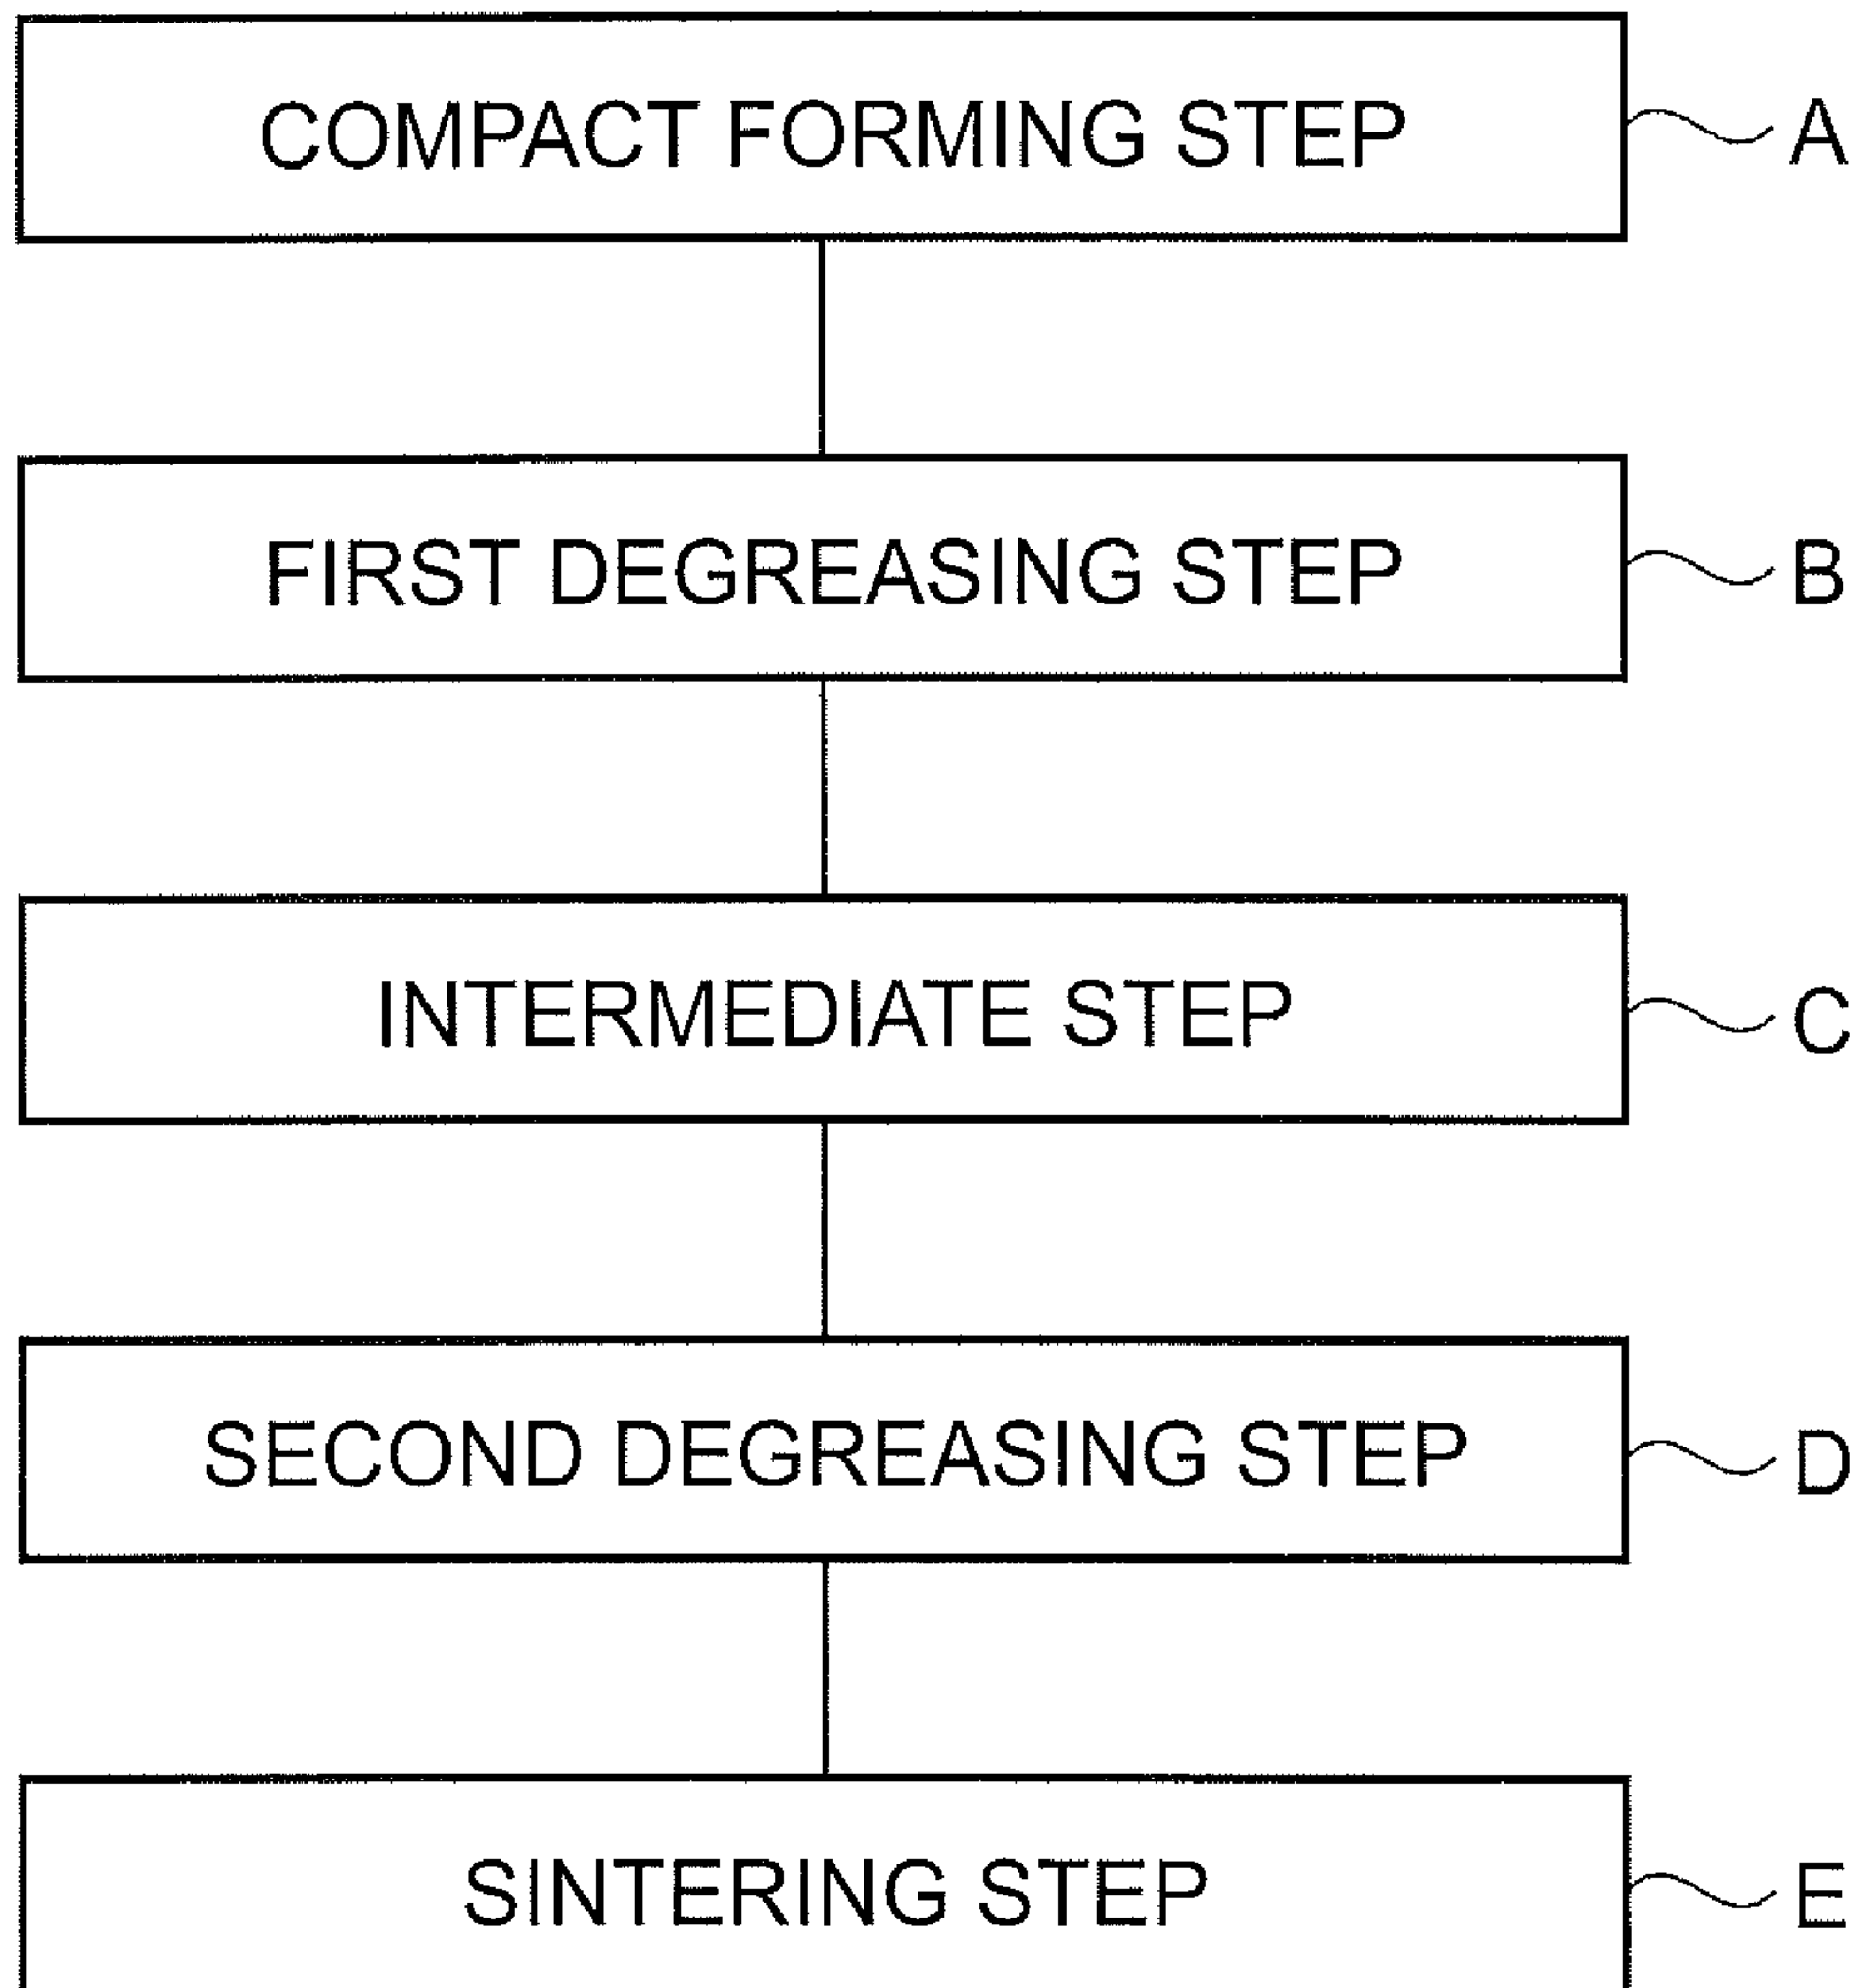 COMPACT FORMING STEP A
FIRST DEGREASING STEP B
INTERMEDIATE STEP C
SECOND DEGREASING STEP D
SINTERING STEP E